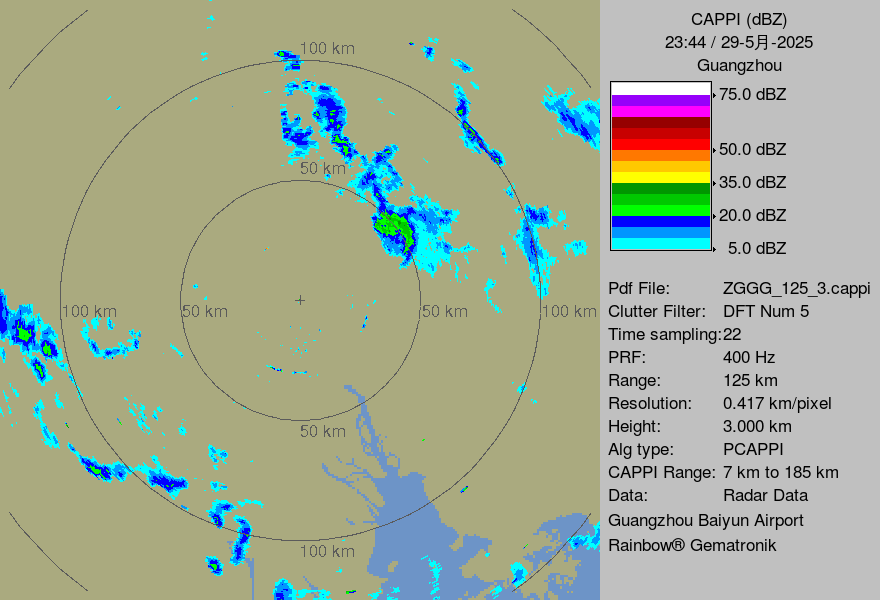 CAPPI (dBZ)
23:44 / 29-5月-2025
Guangzhou
75.0 dBZ
50.0 dBZ
35.0 dBZ
20.0 dBZ
5.0 dBZ
Pdf File: ZGGG_125_3.cappi
Clutter Filter: DFT Num 5
Time sampling:22
PRF: 400 Hz
Range: 125 km
Resolution: 0.417 km/pixel
Height: 3.000 km
Alg type: PCAPPI
CAPPI Range: 7 km to 185 km
Data: Radar Data
Guangzhou Baiyun Airport
Rainbow® Gematronik
100 km
50 km
100 km
50 km
50 km
100 km
50 km
100 km